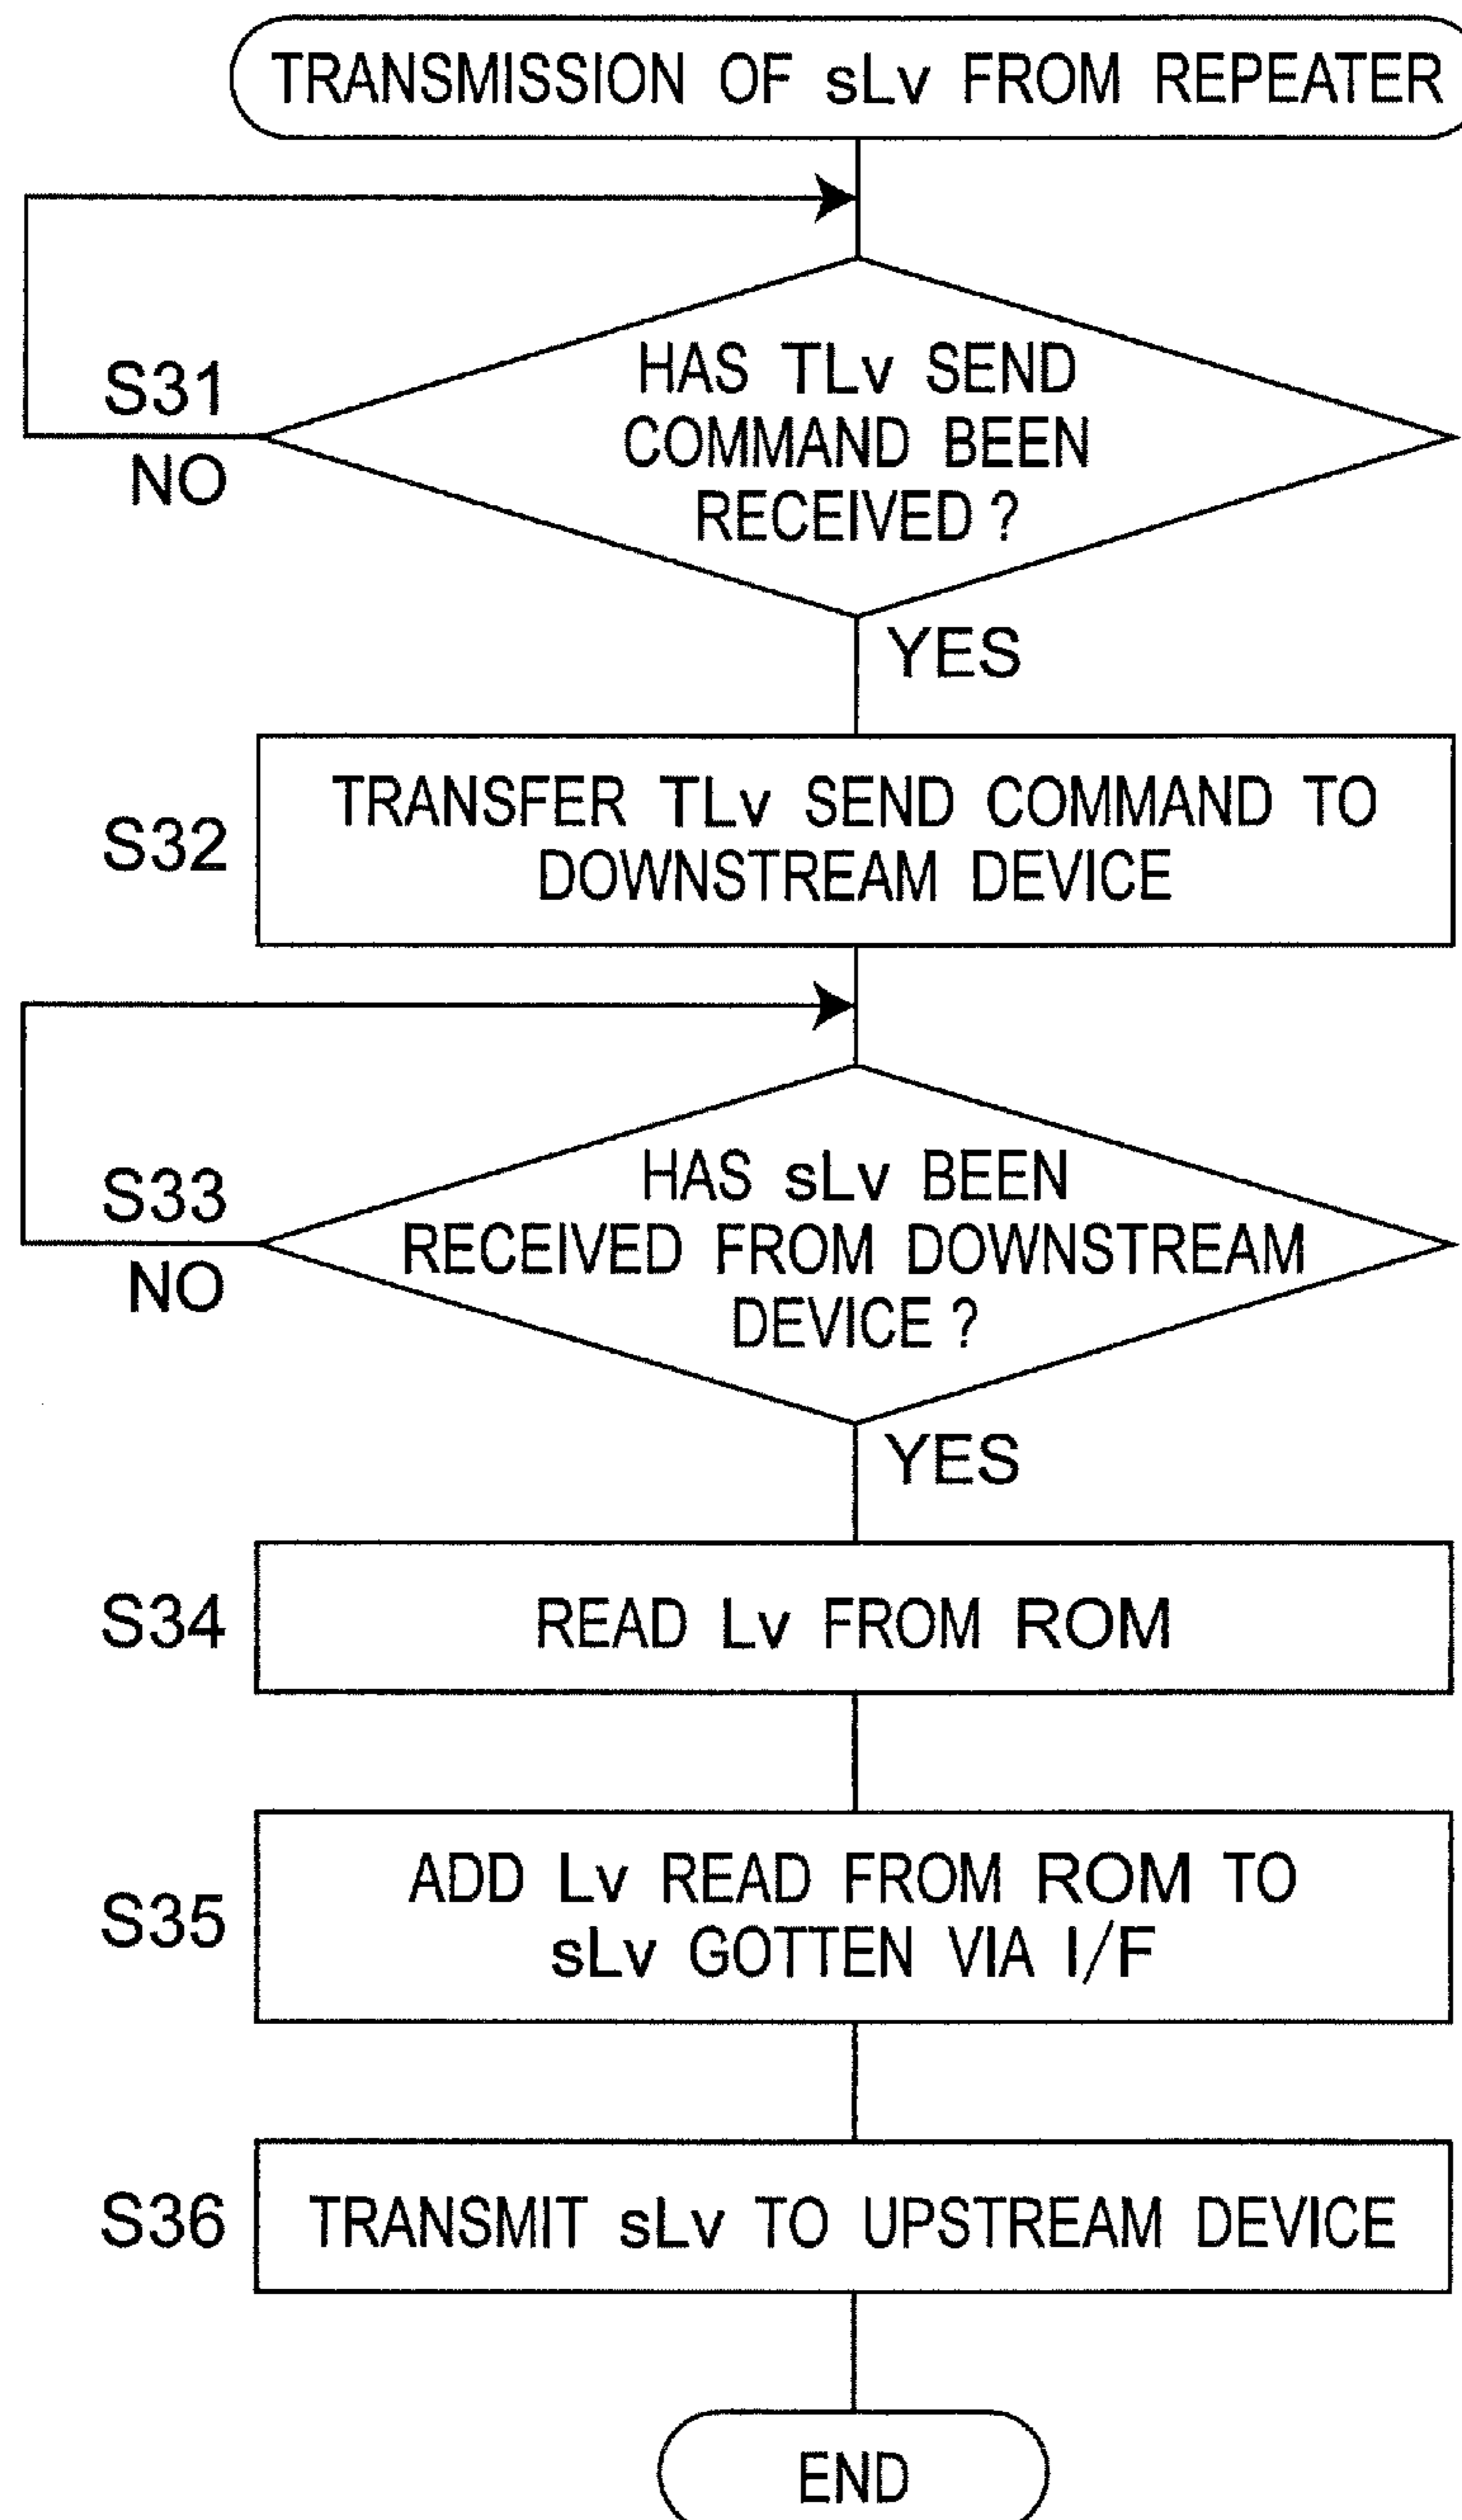 TRANSMISSION OF sLv FROM REPEATER
HAS TLv SEND
COMMAND BEEN
RECEIVED ?
S31
NO
YES
S32
TRANSFER TLv SEND COMMAND TO
DOWNSTREAM DEVICE
HAS sLv BEEN
RECEIVED FROM DOWNSTREAM
DEVICE ?
S33
NO
YES
S34
READ Lv FROM ROM
S35
ADD Lv READ FROM ROM TO
sLv GOTTEN VIA I/F
S36
TRANSMIT sLv TO UPSTREAM DEVICE
END